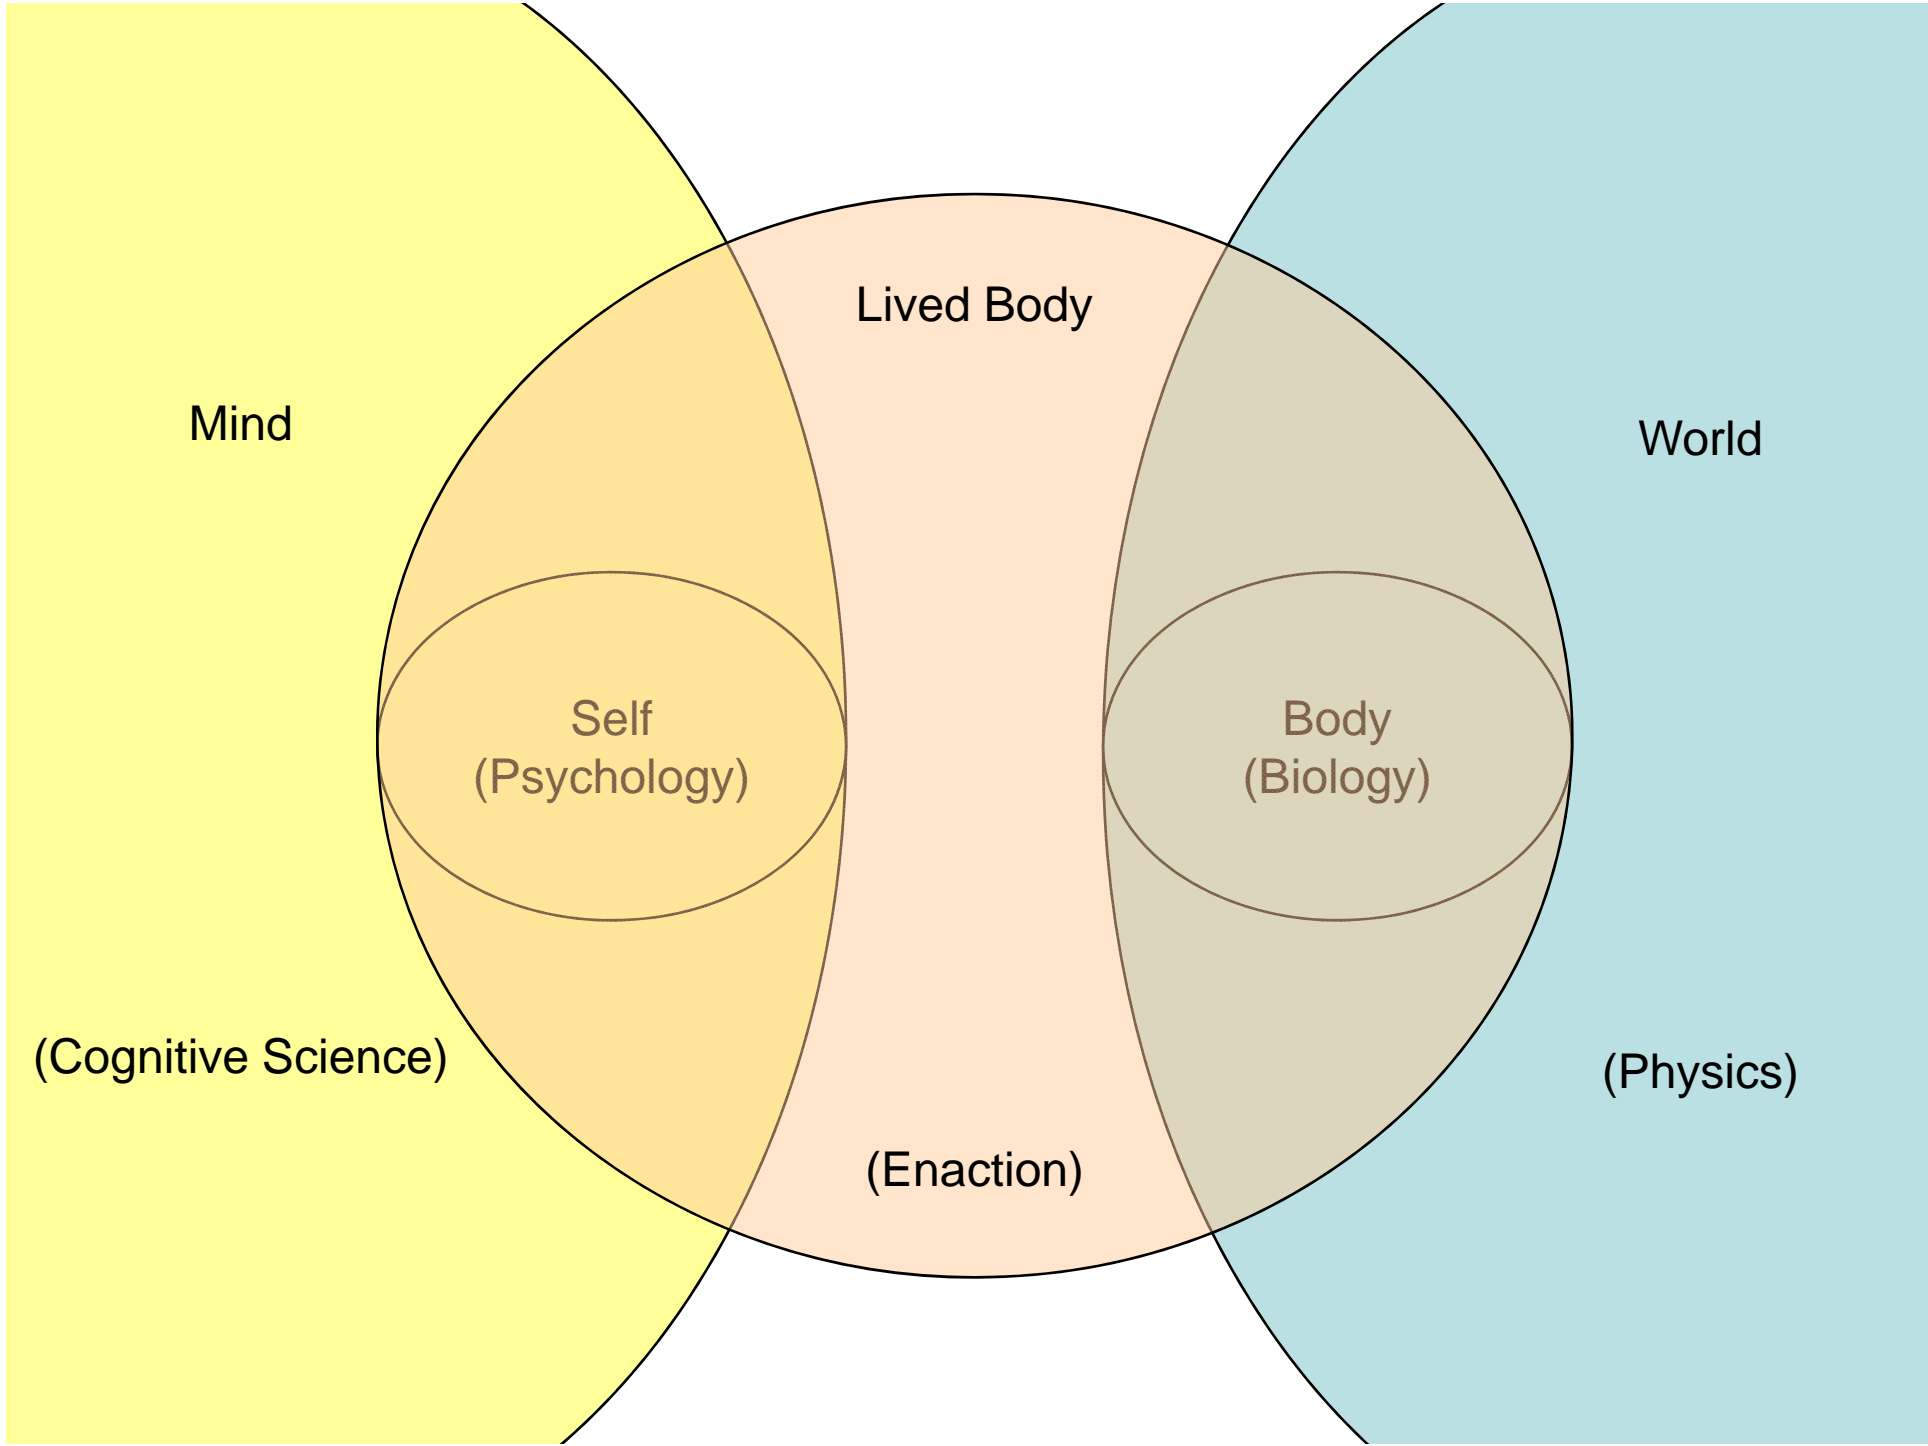 Lived Body
Mind
World
Self
(Psychology)
Body
(Biology)
(Cognitive Science)
(Physics)
(Enaction)